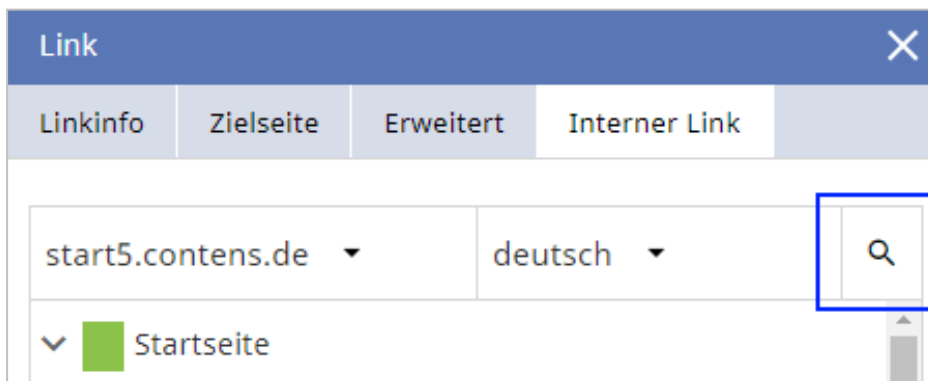 Link
Linkinfo Zielseite Erweitert Interner Link
start5.contens.de deutsch
Startseite